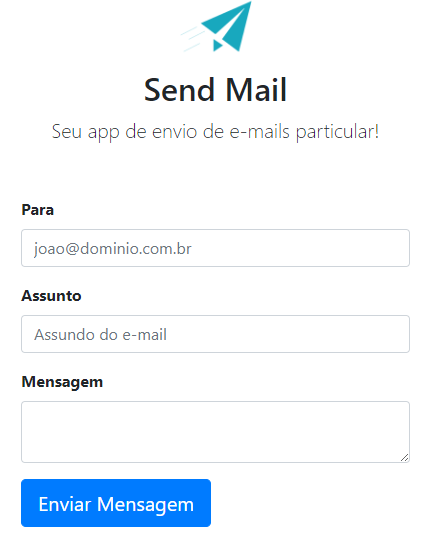 Send Mail
Seu app de envio de e-mails particular!
Para
joao@dominio.com.br
Assunto
Assundo do e-mail
Mensagem
Enviar Mensagem